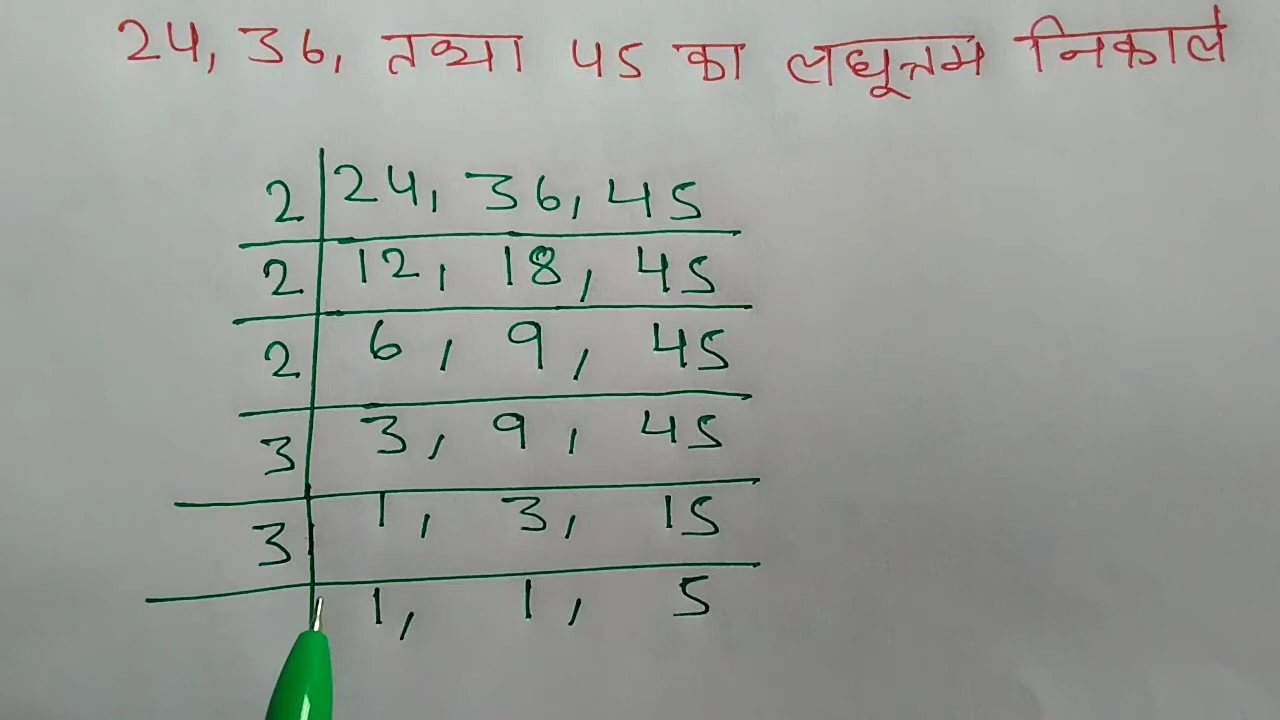 24, 36, तथा 45 का लघुत्तम निकाले
2 | 24, 36, 45
2 | 12, 18, 45
2 | 6, 9, 45
3 | 3, 9, 45
3 | 1, 3, 15
1, 1, 5